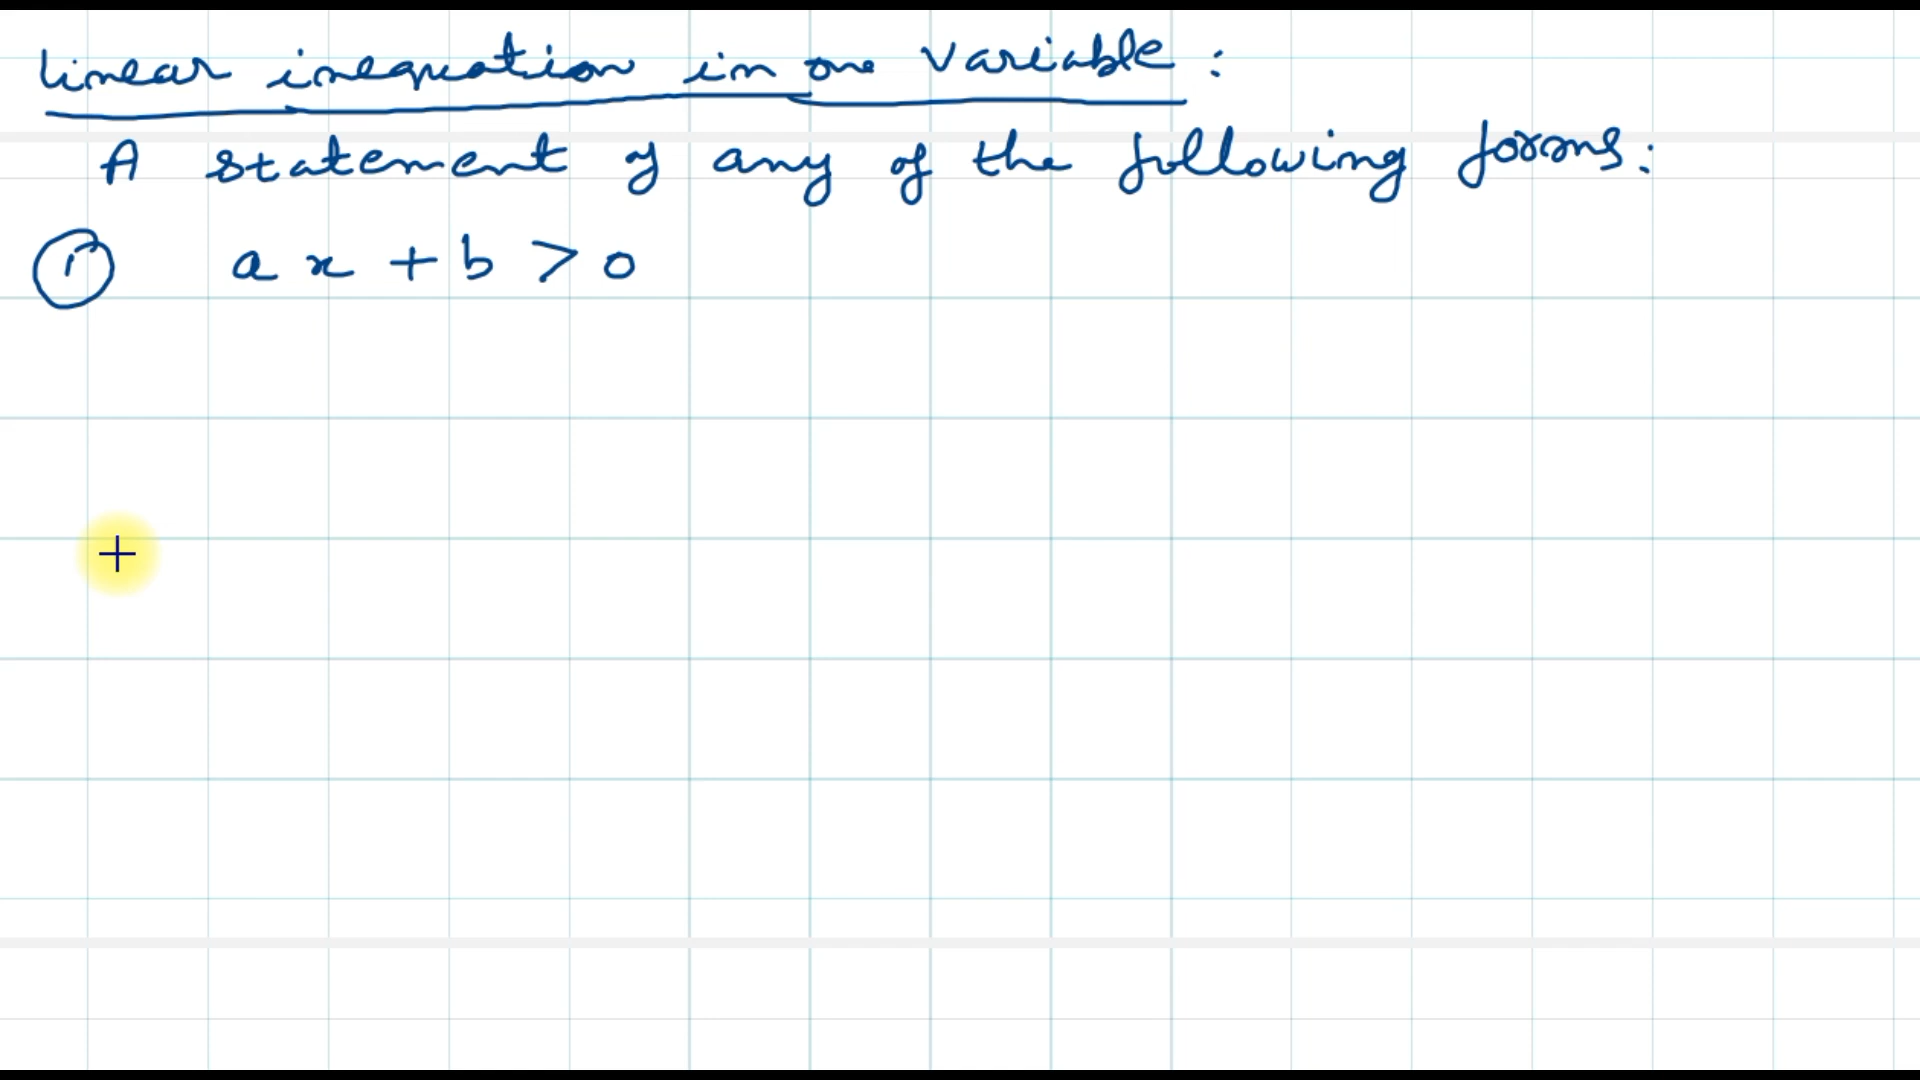 Linear inequation in one variable :
A statement of any of the following forms :
① ax + b > 0